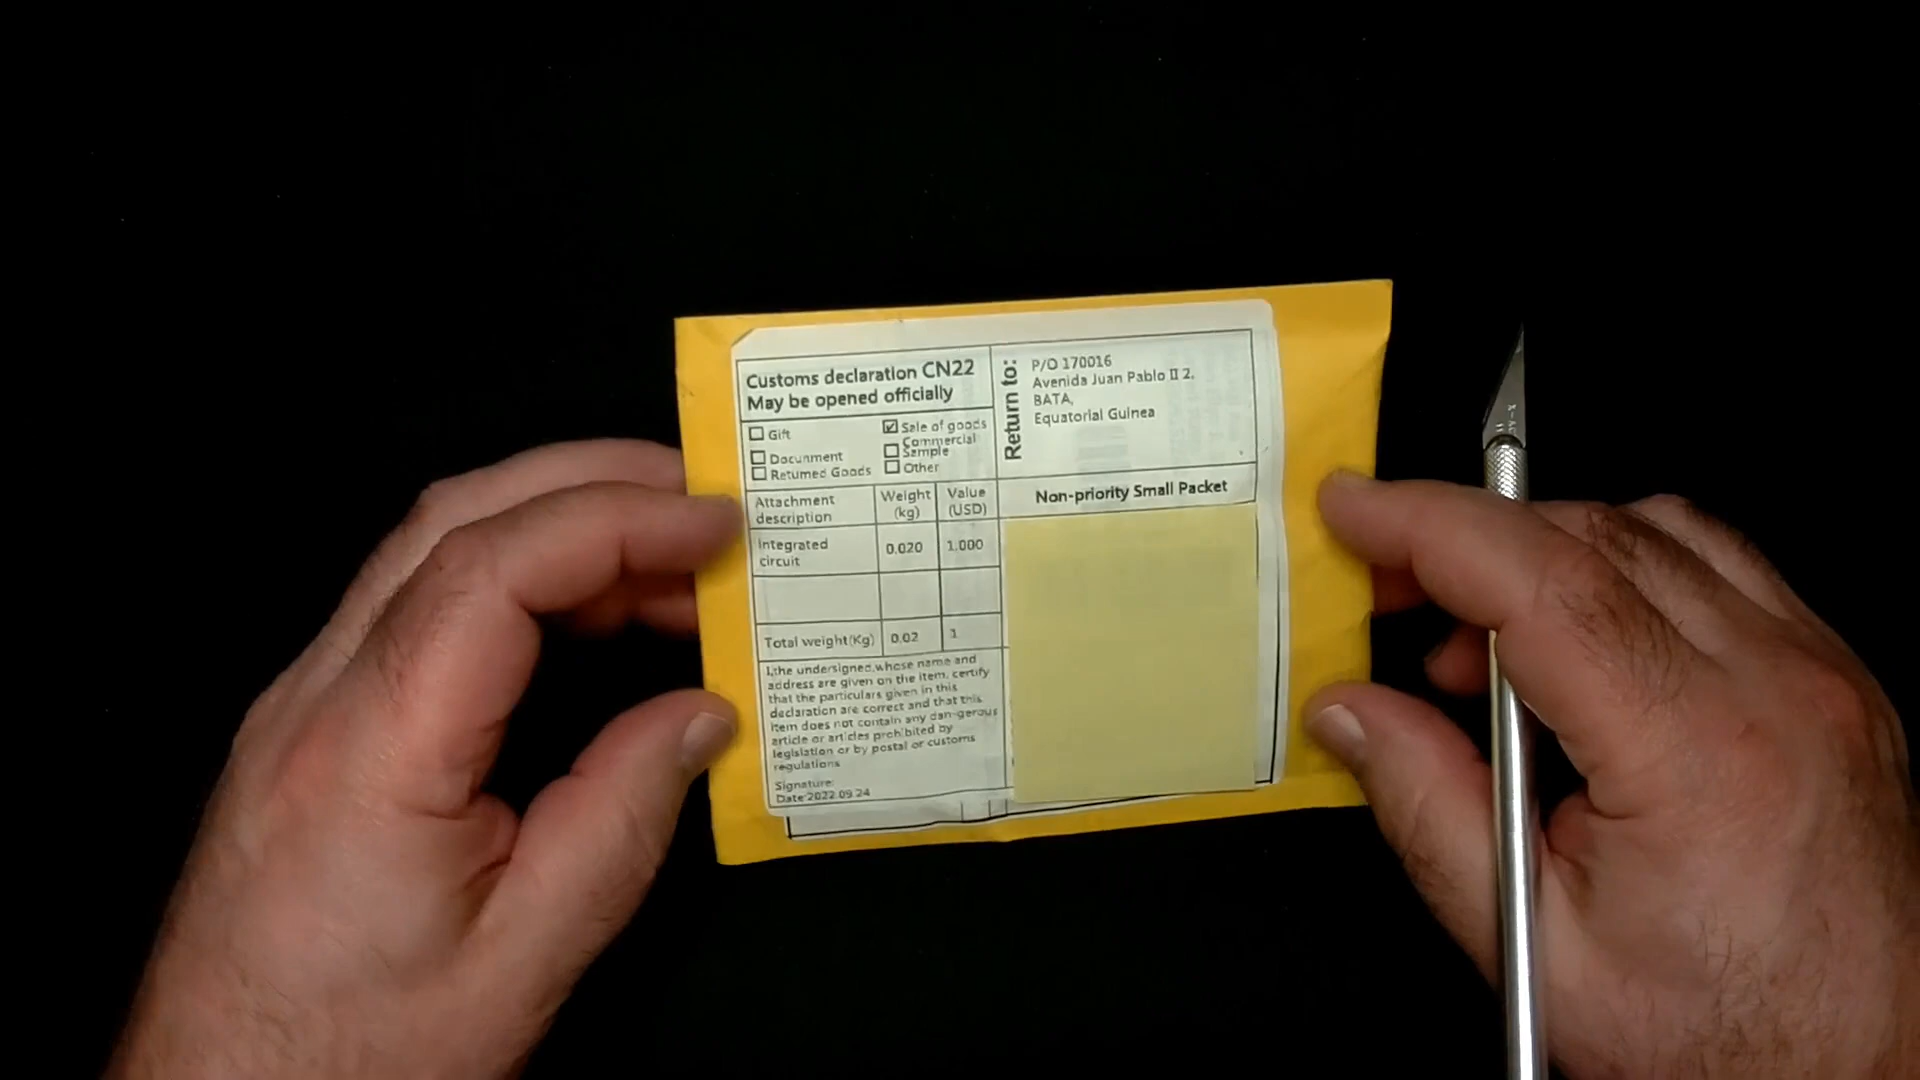 Customs declaration CN22
May be opened officially
Gift
Sale of goods
Commercial
Sample
Docunment
Retumed Goods
Other
Return to:
P/O 170016
Avenida Juan Pablo II 2,
BATA,
Equatorial Guinea
Non-priority Small Packet
Attachment
description
Weight
(kg)
Value
(USD)
Integrated
circuit
0.020
1.000
Total weight(Kg)
0.02
1
I,the undersigned,whose name and
address are given on the item, certify
that the particulars given in this
declaration are correct and that this
item does not contain any dan-gerous
article or articles prohibited by
legislation or by postal or customs
regulations
Signature:
Date:2022.09.24